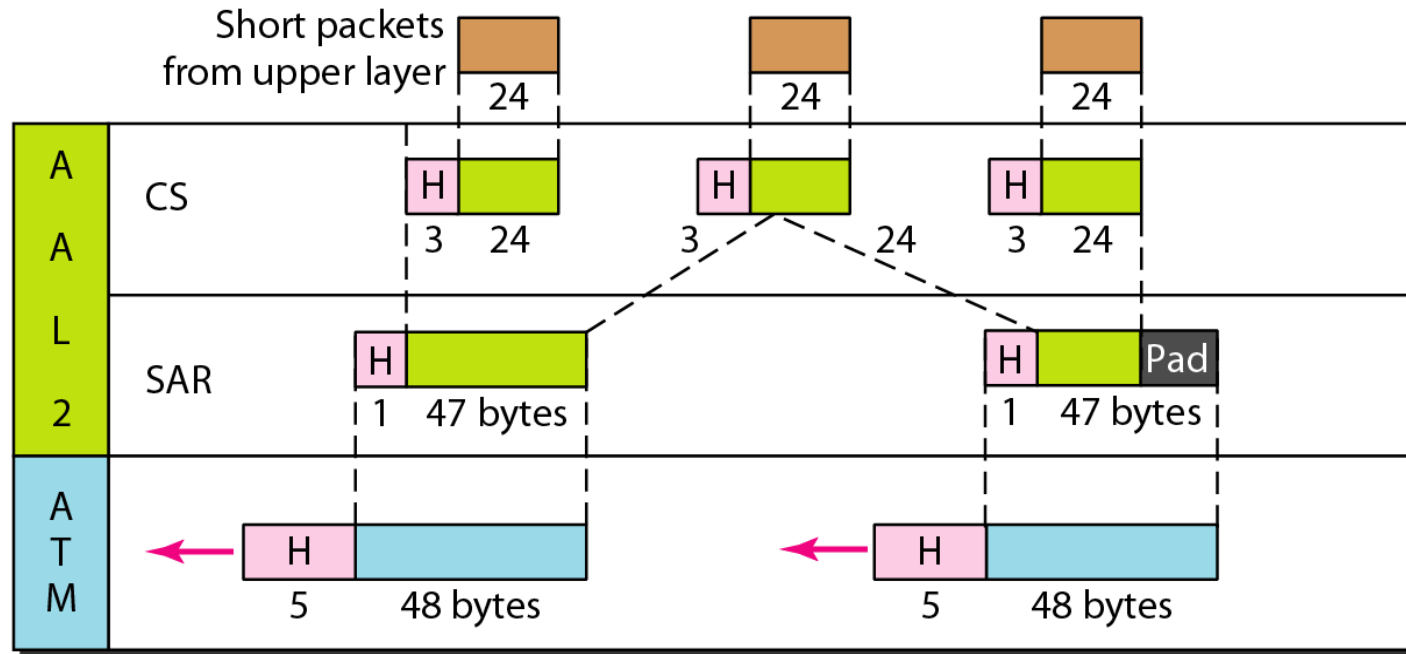 Short packets
from upper layer
24 24 24
A
A
L
2
CS
H H H
3 24 3 24 3 24
SAR
H H Pad
1 47 bytes 1 47 bytes
A
T
M
H H
5 48 bytes 5 48 bytes